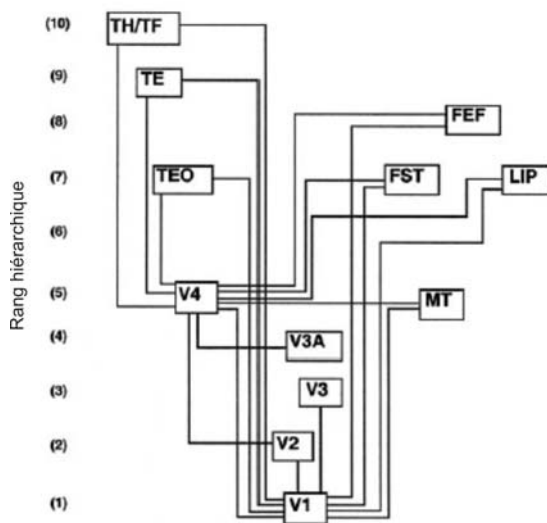 (10) TH/TF
(9) TE
(8) FEF
(7) TEO FST LIP
(6)
(5) V4 MT
(4) V3A
(3) V3
(2) V2
(1) V1
Rang hiérarchique